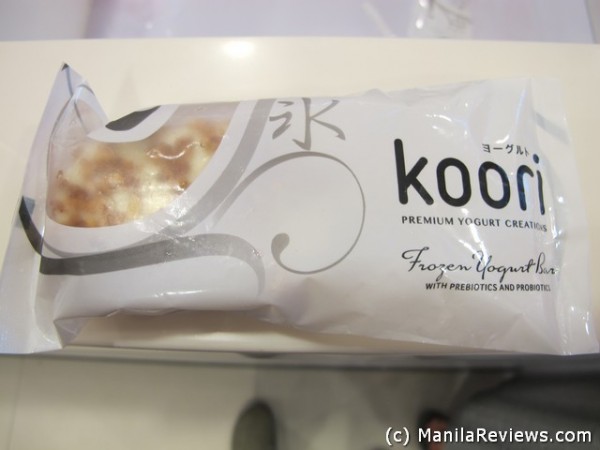 氷
ヨーグルト
koori
PREMIUM YOGURT CREATIONS
Frozen Yogurt Bar
WITH PREBIOTICS AND PROBIOTICS
(c) ManilaReviews.com